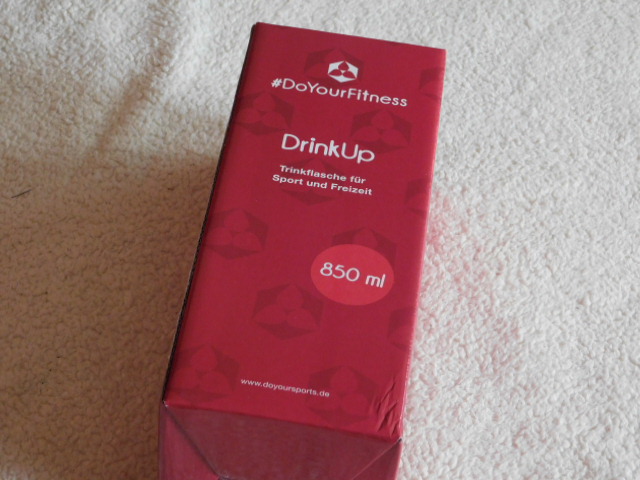 #DoYourFitness
DrinkUp
Trinkflasche für
Sport und Freizeit
850 ml
www.doyoursports.de